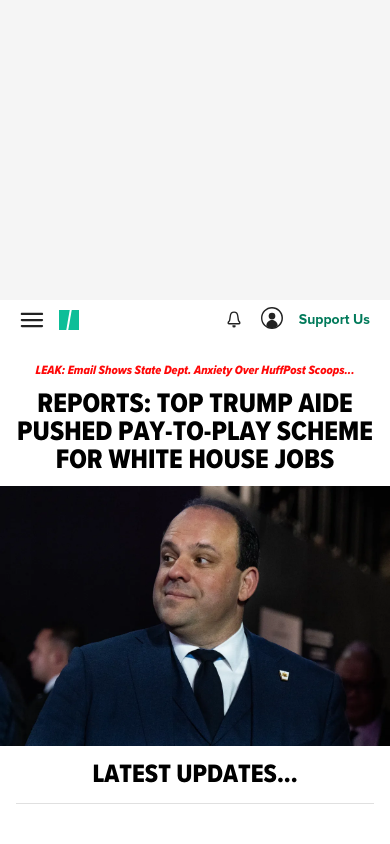 Support Us
LEAK: Email Shows State Dept. Anxiety Over HuffPost Scoops...
REPORTS: TOP TRUMP AIDE
PUSHED PAY-TO-PLAY SCHEME
FOR WHITE HOUSE JOBS
LATEST UPDATES...